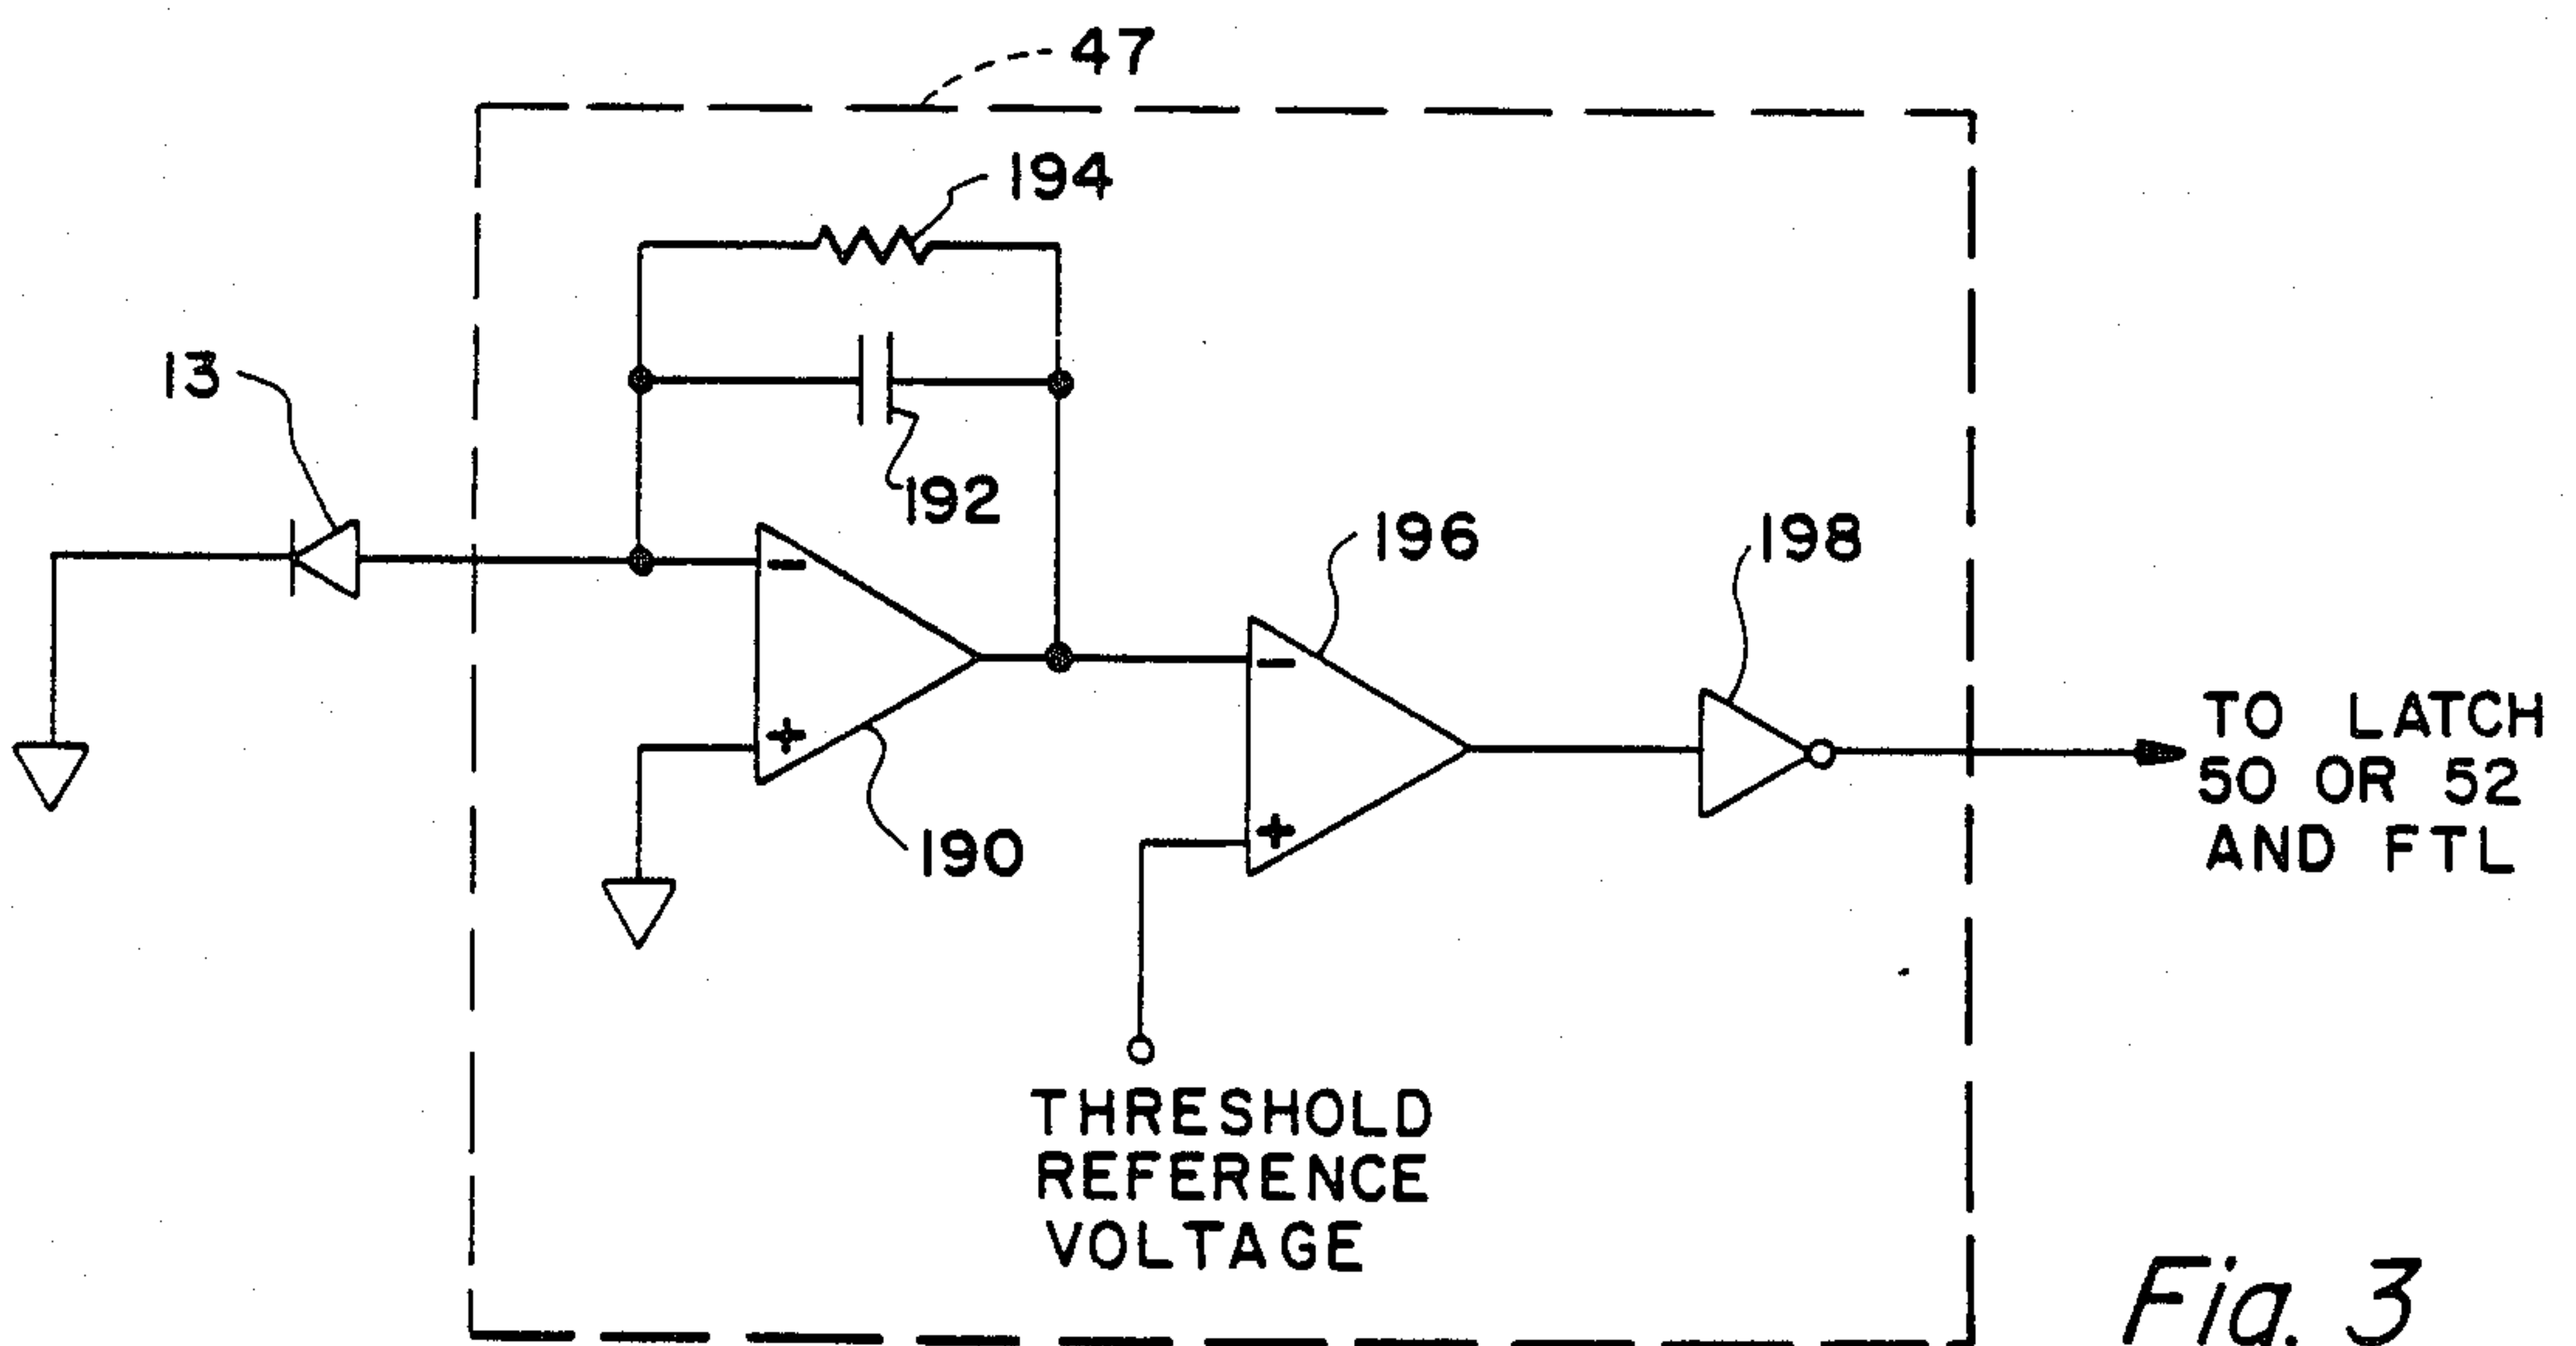 47
194
13
192
196
198
190
-
+
-
+
TO LATCH
50 OR 52
AND FTL
THRESHOLD
REFERENCE
VOLTAGE
Fig. 3